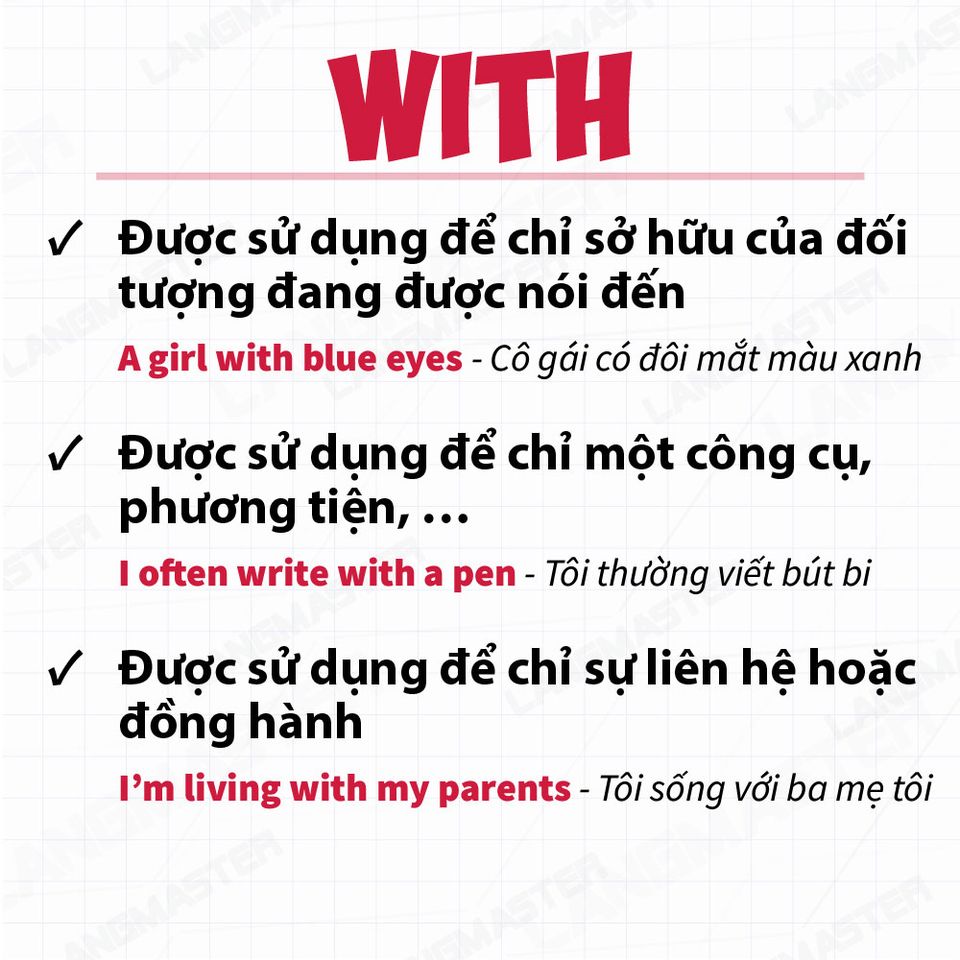 WITH
✓ Được sử dụng để chỉ sở hữu của đối
tượng đang được nói đến
A girl with blue eyes - Cô gái có đôi mắt màu xanh
✓ Được sử dụng để chỉ một công cụ,
phương tiện, ...
I often write with a pen - Tôi thường viết bút bi
✓ Được sử dụng để chỉ sự liên hệ hoặc
đồng hành
I’m living with my parents - Tôi sống với ba mẹ tôi
LANGMASTER